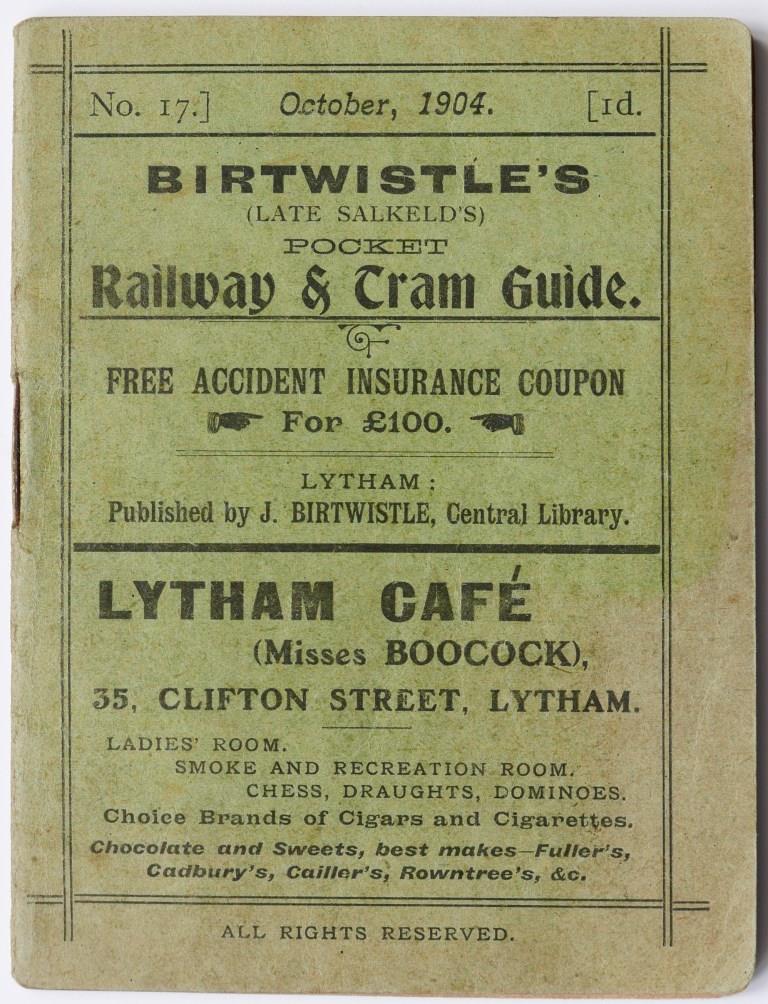 No. 17.] October, 1904. [1d.
BIRTWISTLE'S
(LATE SALKELD'S)
POCKET
Railway & Tram Guide.
FREE ACCIDENT INSURANCE COUPON
For £100.
LYTHAM:
Published by J. BIRTWISTLE, Central Library.
LYTHAM CAFÉ
(Misses BOOCOCK),
35, CLIFTON STREET, LYTHAM.
LADIES' ROOM.
SMOKE AND RECREATION ROOM.
CHESS, DRAUGHTS, DOMINOES.
Choice Brands of Cigars and Cigarettes.
Chocolate and Sweets, best makes—Fuller's,
Cadbury's, Cailler's, Rowntree's, &c.
ALL RIGHTS RESERVED.